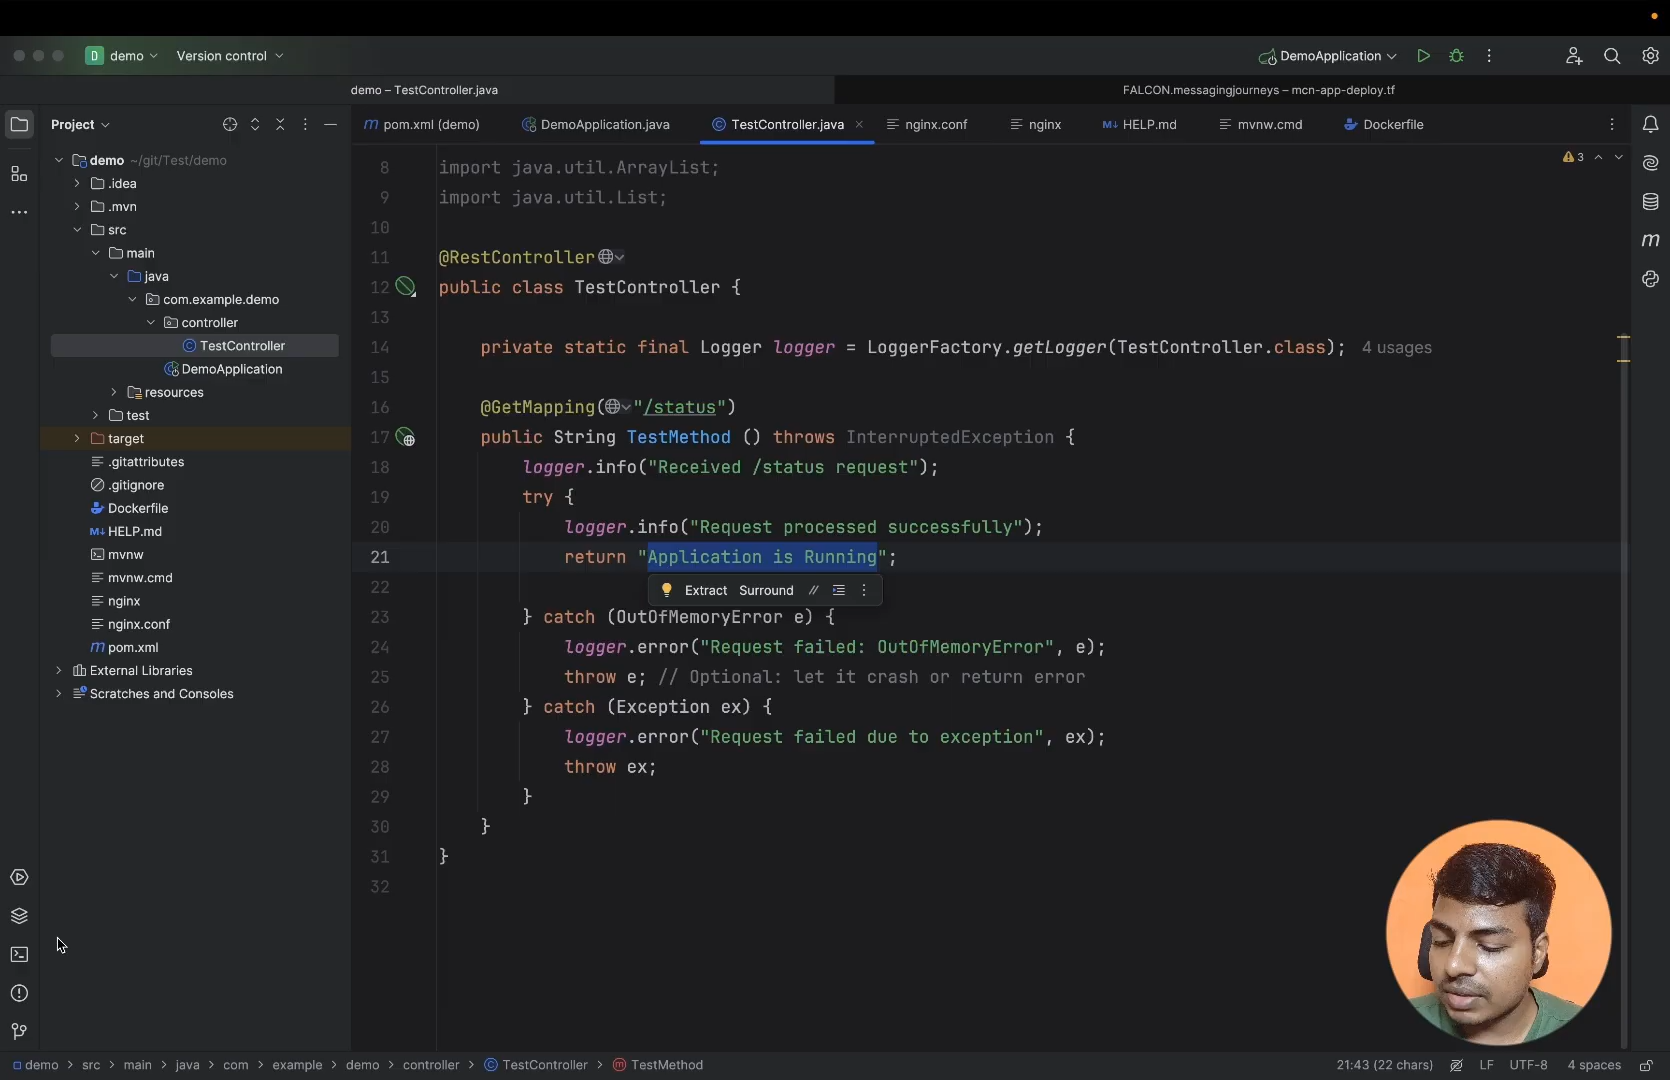 D demo
Version control
DemoApplication
demo – TestController.java
FALCON.messagingjourneys – mcn-app-deploy.tf
Project
pom.xml (demo)
DemoApplication.java
TestController.java
nginx.conf
nginx
HELP.md
mvnw.cmd
Dockerfile
demo ~/git/Test/demo
.idea
.mvn
src
main
java
com.example.demo
controller
TestController
DemoApplication
resources
test
target
.gitattributes
.gitignore
Dockerfile
HELP.md
mvnw
mvnw.cmd
nginx
nginx.conf
pom.xml
External Libraries
Scratches and Consoles
3
8 import java.util.ArrayList;
9 import java.util.List;
10
11 @RestController
12 public class TestController {
13
14 private static final Logger logger = LoggerFactory.getLogger(TestController.class); 4 usages
15
16 @GetMapping("/status")
17 public String TestMethod () throws InterruptedException {
18 logger.info("Received /status request");
19 try {
20 logger.info("Request processed successfully");
21 return "Application is Running";
22
Extract Surround //
23 } catch (OutOfMemoryError e) {
24 logger.error("Request failed: OutOfMemoryError", e);
25 throw e; // Optional: let it crash or return error
26 } catch (Exception ex) {
27 logger.error("Request failed due to exception", ex);
28 throw ex;
29 }
30 }
31 }
32
demo > src > main > java > com > example > demo > controller > TestController > TestMethod
21:43 (22 chars) LF UTF-8 4 spaces